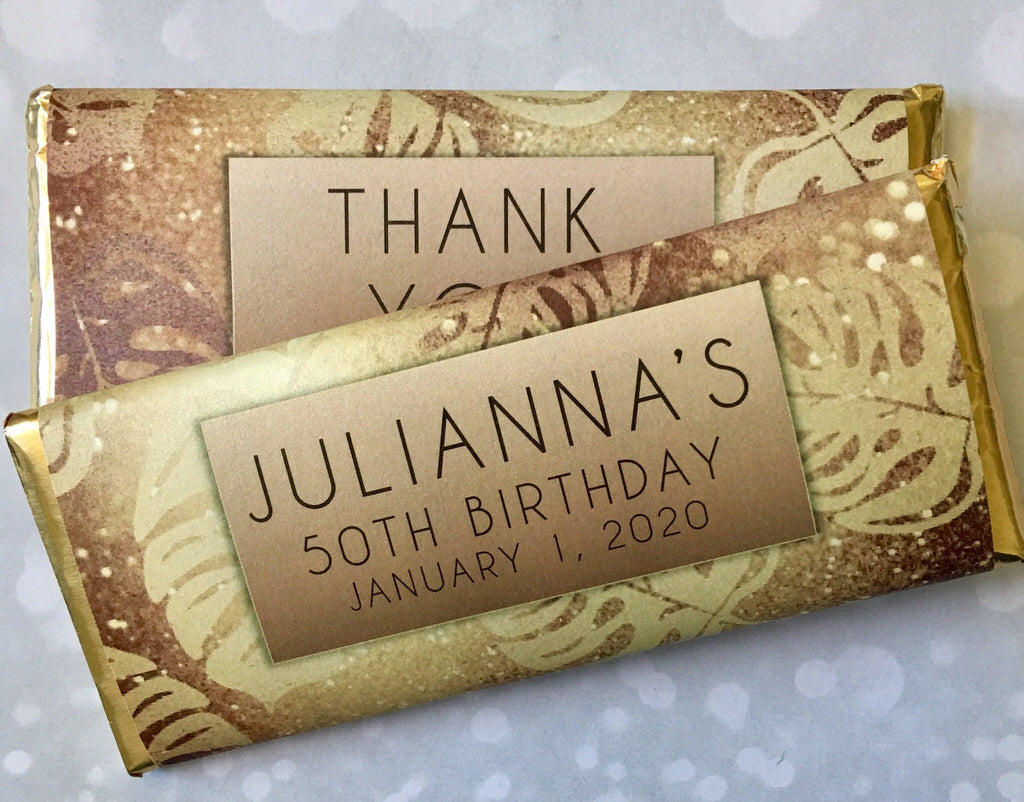 THANK
JULIANNA'S
50TH BIRTHDAY
JANUARY 1, 2020